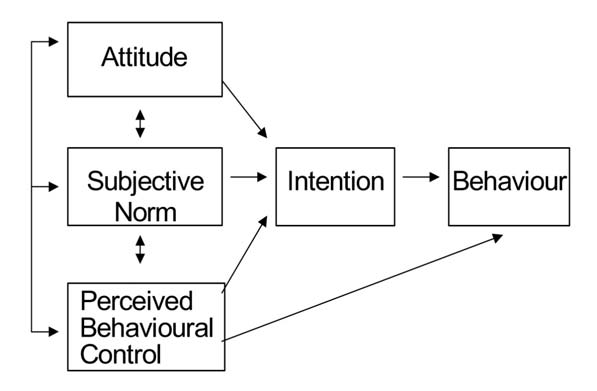 Attitude
Subjective
Norm
Intention
Behaviour
Perceived
Behavioural
Control